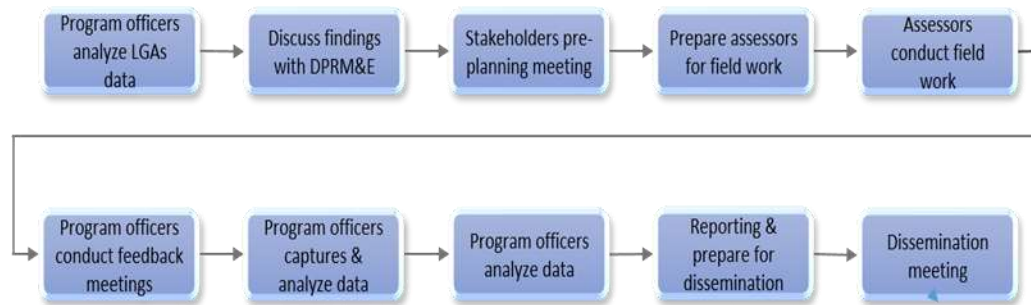 Program officers
analyze LGAs
data
Discuss findings
with DPRM&E
Stakeholders pre-
planning meeting
Prepare assessors
for field work
Assessors
conduct field
work
Program officers
conduct feedback
meetings
Program officers
captures &
analyze data
Program officers
analyze data
Reporting &
prepare for
dissemination
Dissemination
meeting